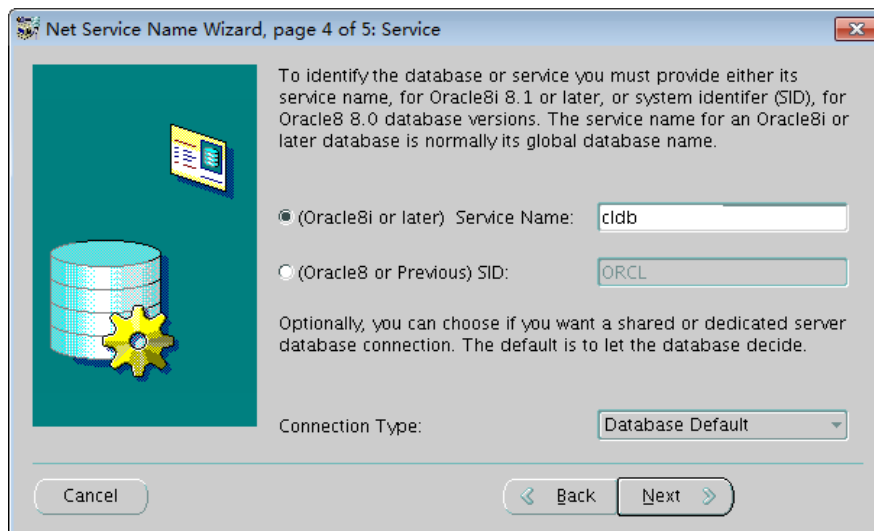 Net Service Name Wizard, page 4 of 5: Service
To identify the database or service you must provide either its
service name, for Oracle8i 8.1 or later, or system identifer (SID), for
Oracle8 8.0 database versions. The service name for an Oracle8i or
later database is normally its global database name.
(Oracle8i or later) Service Name: cldb
(Oracle8 or Previous) SID: ORCL
Optionally, you can choose if you want a shared or dedicated server
database connection. The default is to let the database decide.
Connection Type: Database Default
Cancel Back Next